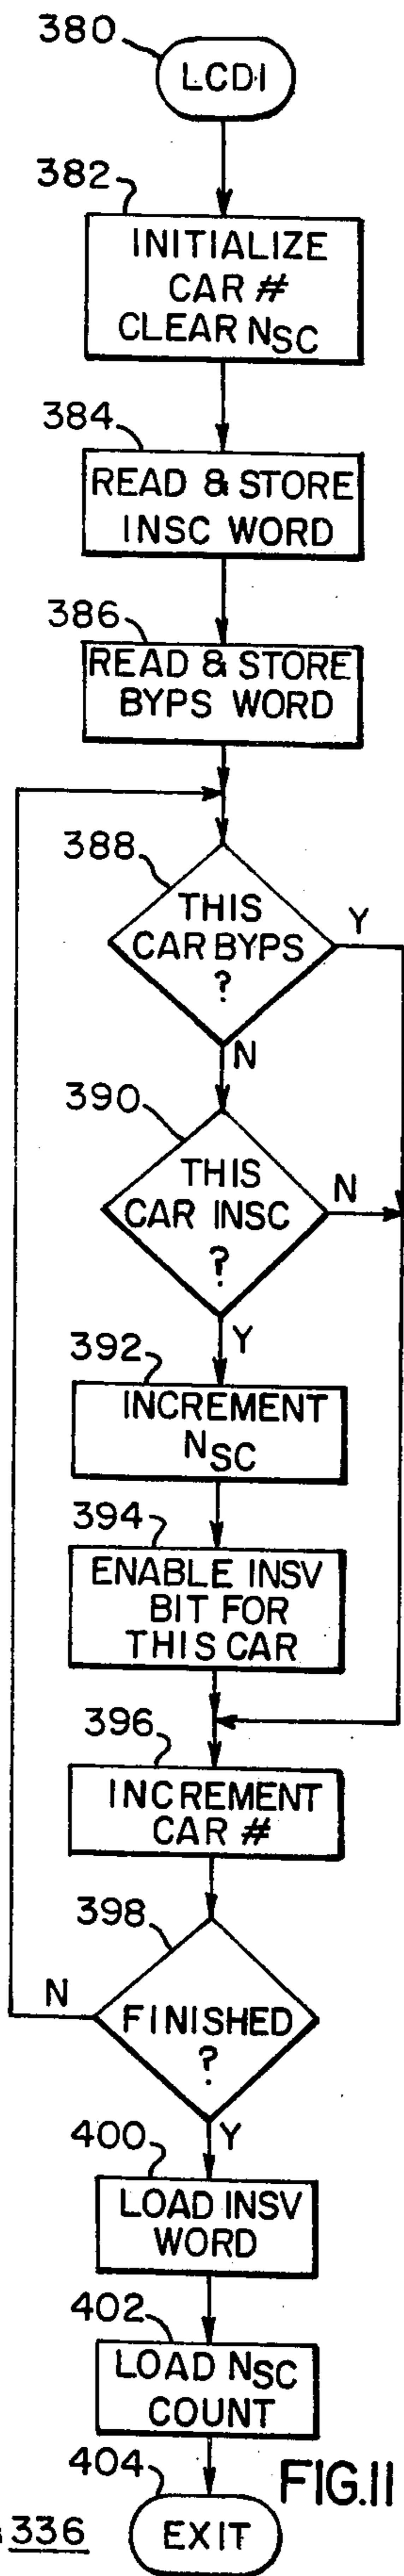 380
LCDI
382
INITIALIZE
CAR #
CLEAR NSC
384
READ & STORE
INSC WORD
386
READ & STORE
BYPS WORD
388
THIS
CAR BYPS
?
Y
N
390
THIS
CAR INSC
?
N
Y
392
INCREMENT
NSC
394
ENABLE INSV
BIT FOR
THIS CAR
396
INCREMENT
CAR #
398
N
FINISHED
?
Y
400
LOAD INSV
WORD
402
LOAD NSC
COUNT
404
EXIT
FIG.11
336